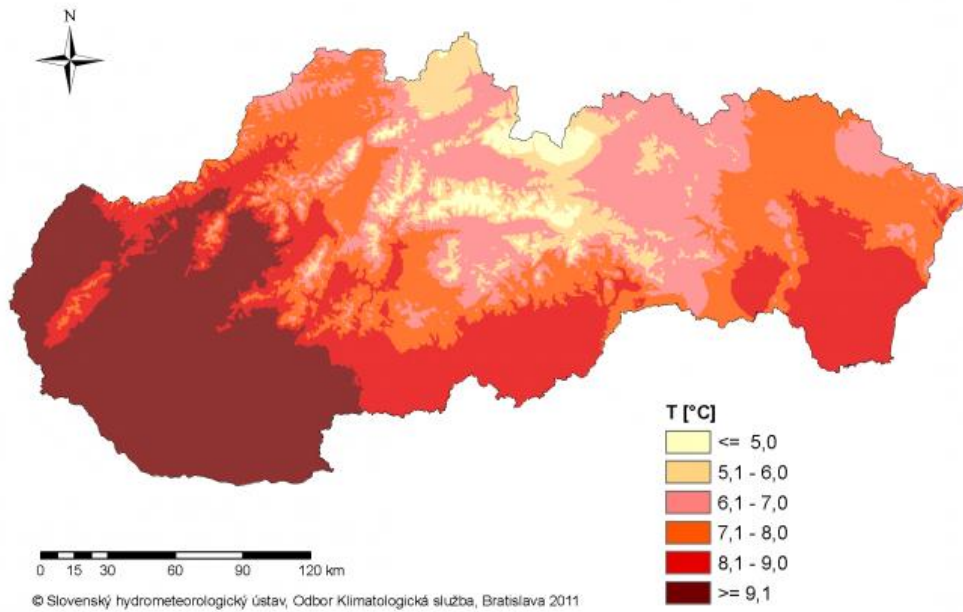 N
T [°C]
<= 5,0
5,1 - 6,0
6,1 - 7,0
7,1 - 8,0
8,1 - 9,0
>= 9,1
0 15 30 60 90 120 km
© Slovenský hydrometeorologický ústav, Odbor Klimatologická služba, Bratislava 2011